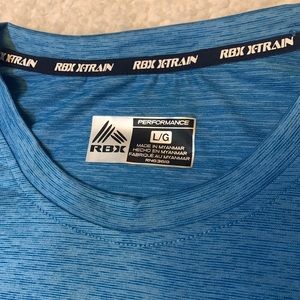 RBX X-TRAIN RBX X-TRAIN RBX X-TRAIN
PERFORMANCE
L/G
RBX
MADE IN MYANMAR
HECHO EN MYANMAR
FABRIQUÉ AU MYANMAR